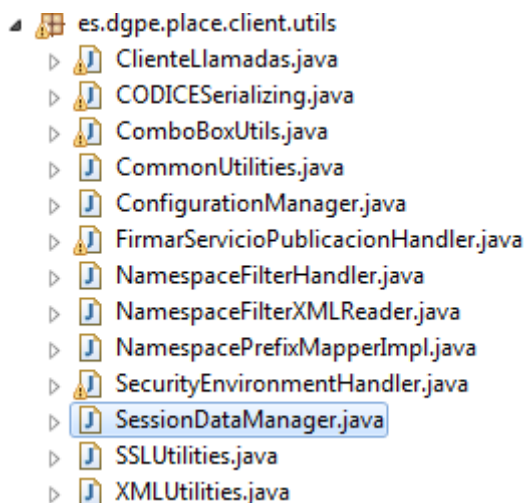 es.dgpe.place.client.utils
ClienteLlamadas.java
CODICESerializing.java
ComboBoxUtils.java
CommonUtilities.java
ConfigurationManager.java
FirmarServicioPublicacionHandler.java
NamespaceFilterHandler.java
NamespaceFilterXMLReader.java
NamespacePrefixMapperImpl.java
SecurityEnvironmentHandler.java
SessionDataManager.java
SSLUtilities.java
XMLUtilities.java